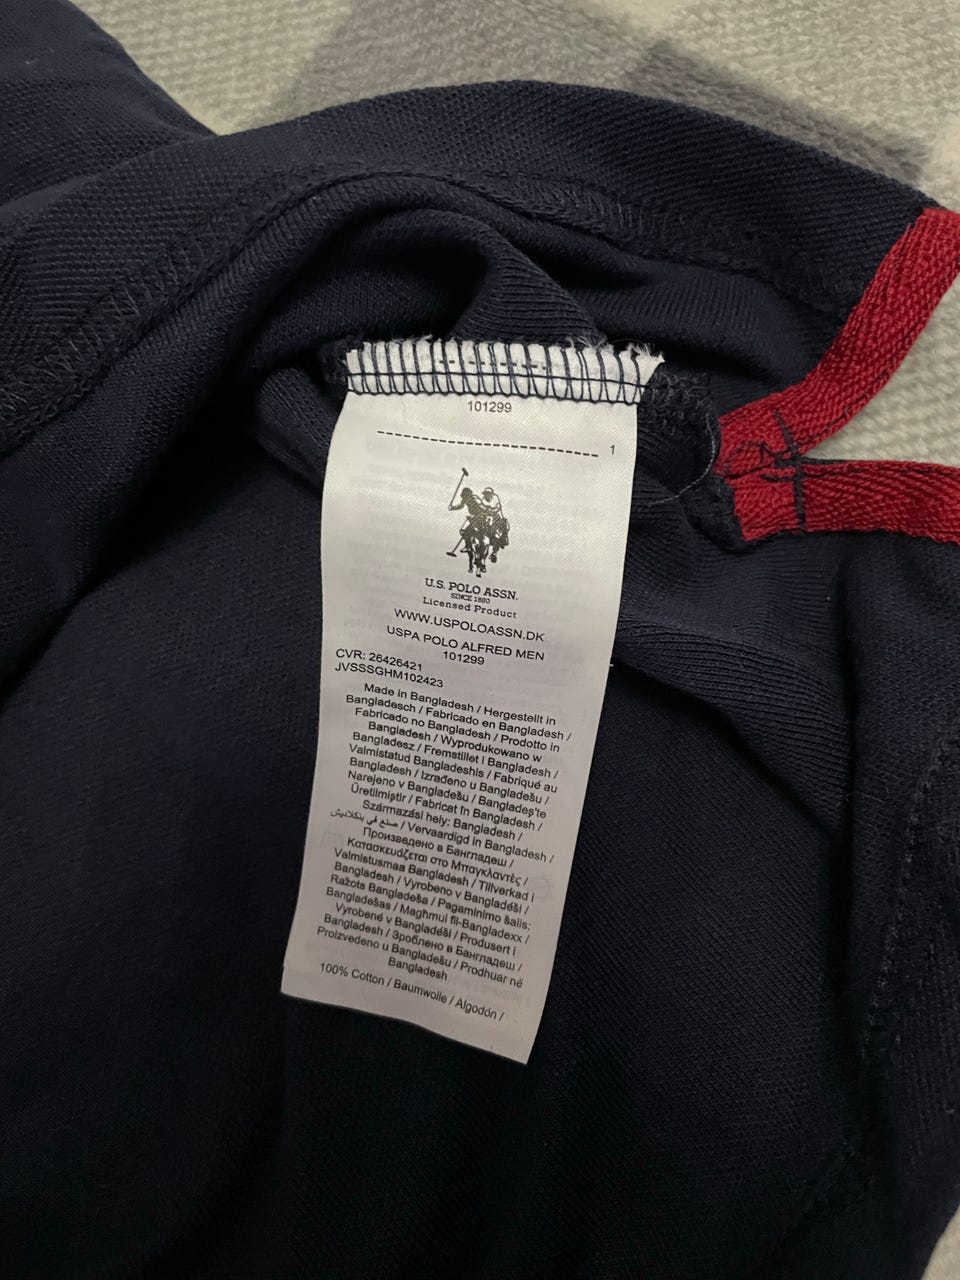 101299
1
U.S. POLO ASSN.
SINCE 1890
Licensed Product
WWW.USPOLOASSN.DK
USPA POLO ALFRED MEN
101299
CVR: 26426421
JVSSSGHM102423
Made in Bangladesh / Hergestellt in
Bangladesch / Fabricado en Bangladesh /
Fabricado no Bangladesh / Prodotto in
Bangladesh / Wyprodukowano w
Bangladesz / Fremstillet i Bangladesh /
Valmistatud Bangladeshis / Fabriqué au
Bangladesh / Izrađeno u Bangladešu /
Narejeno v Bangladešu / Bangladeş'te
Üretilmiştir / Fabricat în Bangladesh /
Származási hely: Bangladesh /
صنع في بنكلاديش / Vervaardigd in Bangladesh /
Произведено в Бангладеш /
Κατασκευάζεται στο Μπαγκλαντές /
Valmistusmaa Bangladesh / Tillverkad i
Bangladesh / Vyrobeno v Bangladéši /
Ražots Bangladeša / Pagaminimo šalis:
Bangladešas / Magħmul fil-Bangladexx /
Vyrobené v Bangladéši / Produsert i
Bangladesh / Зроблено в Бангладеш /
Proizvedeno u Bangladešu / Prodhuar në
Bangladesh
100% Cotton / Baumwolle / Algodón /